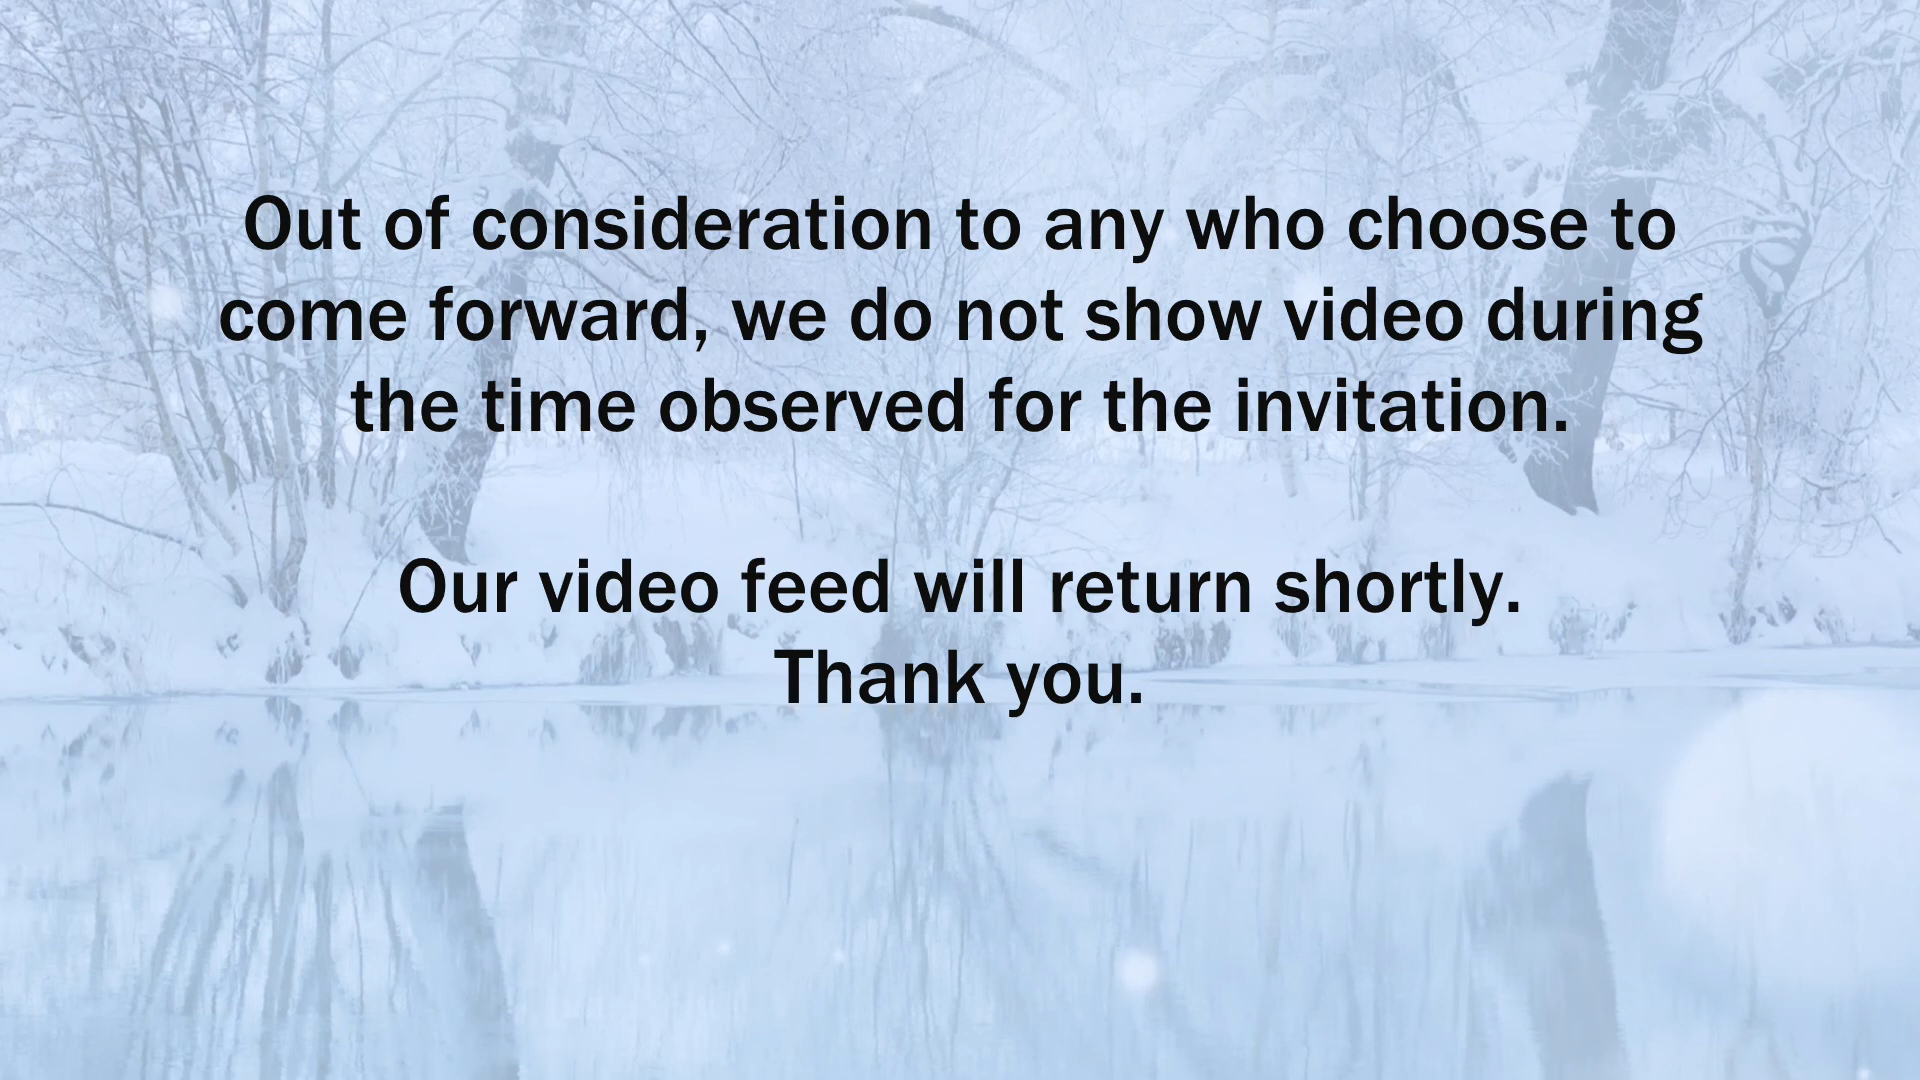 Out of consideration to any who choose to
come forward, we do not show video during
the time observed for the invitation.
Our video feed will return shortly.
Thank you.